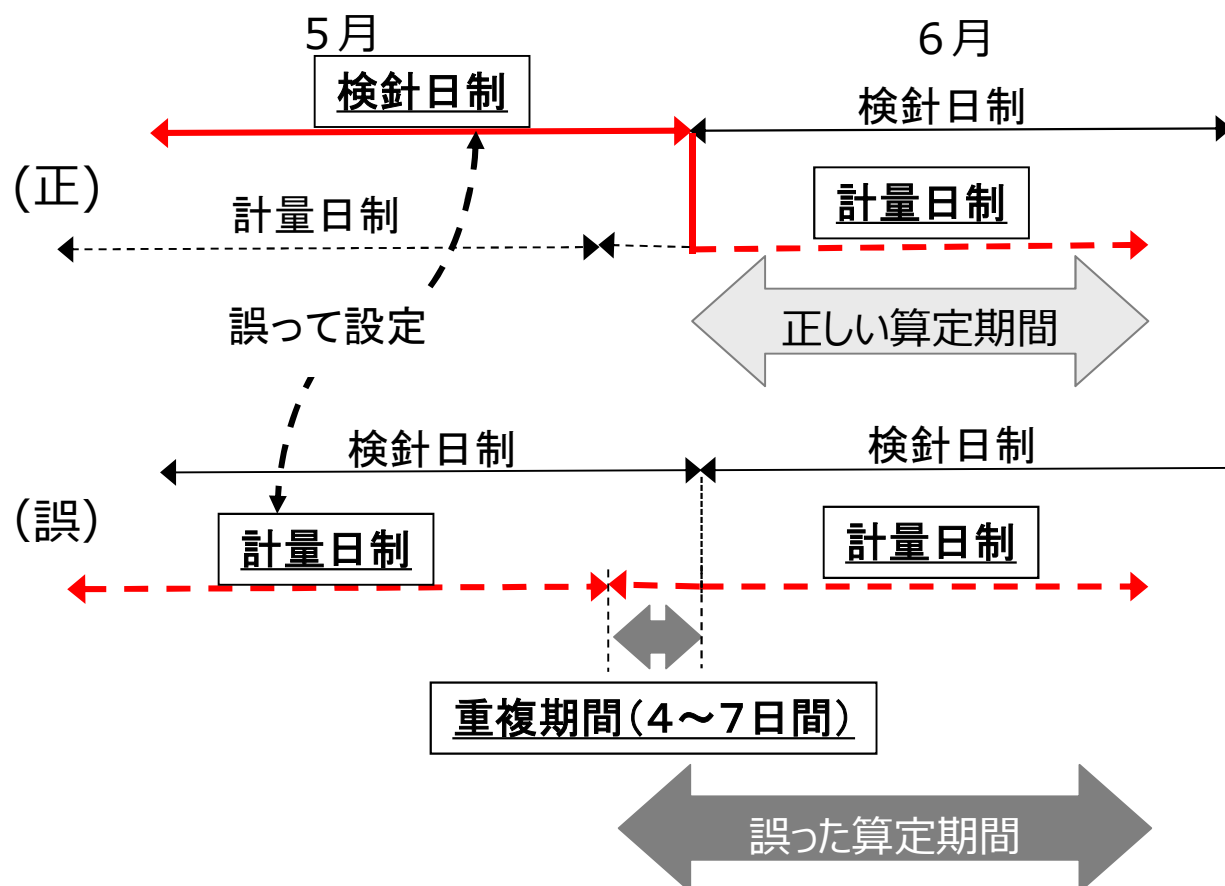 5月
6月
検針日制
検針日制
(正)
計量日制
計量日制
誤って設定
正しい算定期間
検針日制
検針日制
(誤)
計量日制
計量日制
重複期間(4～7日間)
誤った算定期間